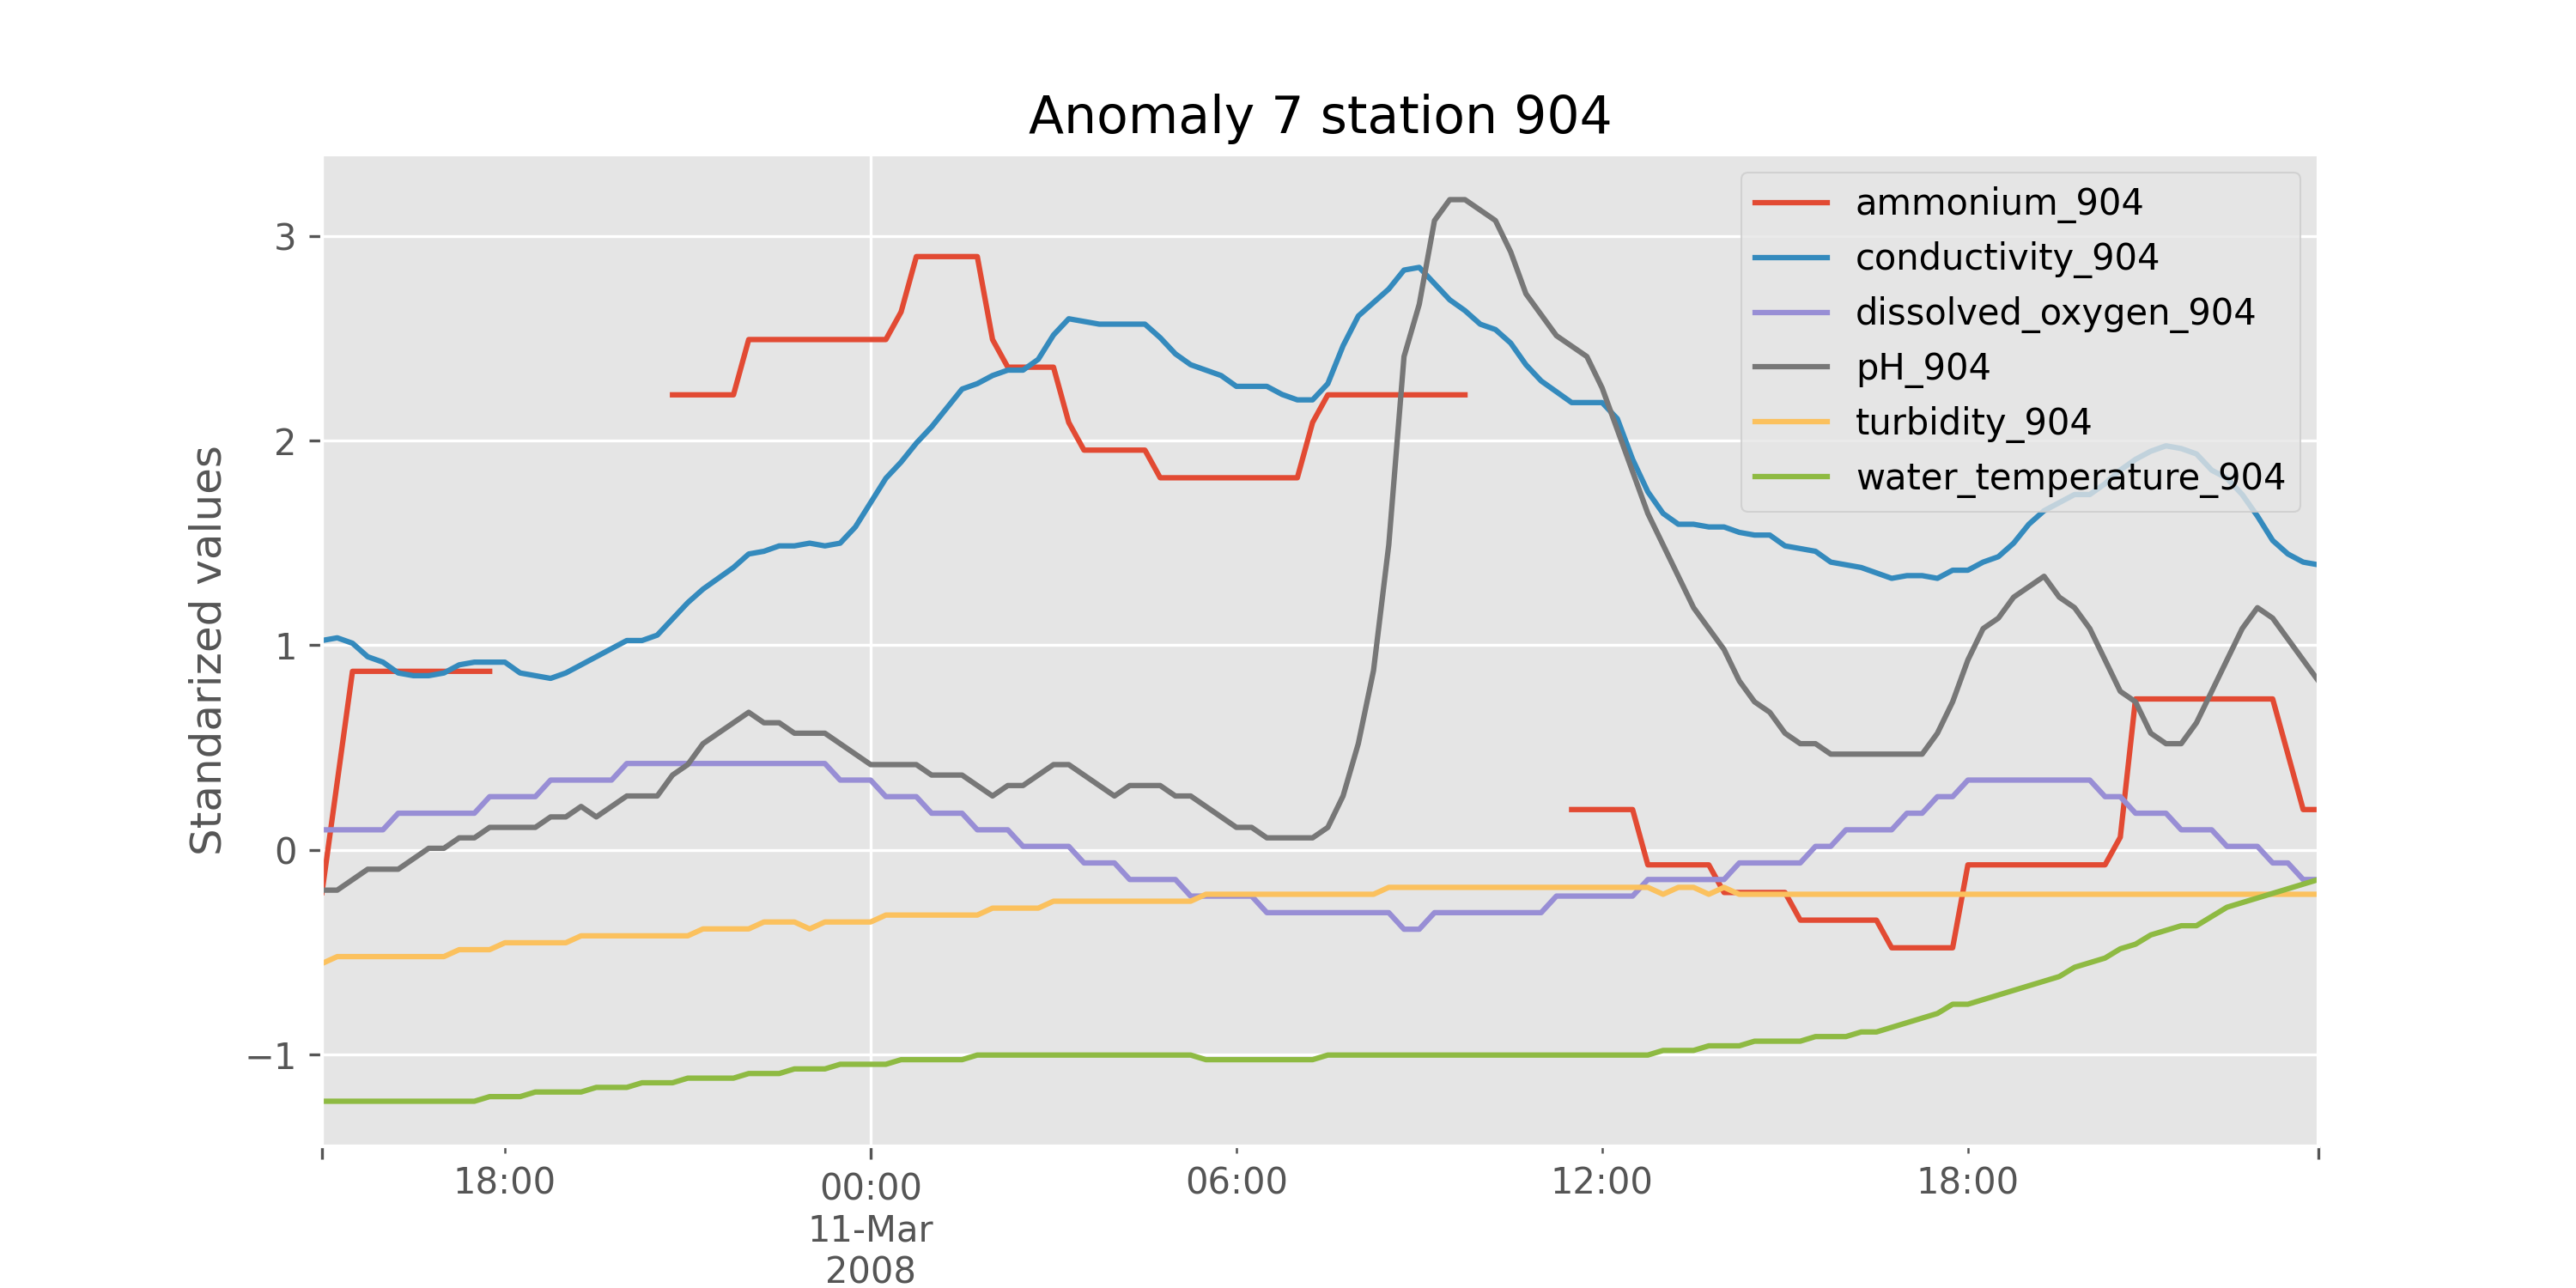 Anomaly 7 station 904
ammonium_904
conductivity_904
dissolved_oxygen_904
pH_904
turbidity_904
water_temperature_904
Standarized values
3
2
1
0
−1
18:00
00:00
11-Mar
2008
06:00
12:00
18:00